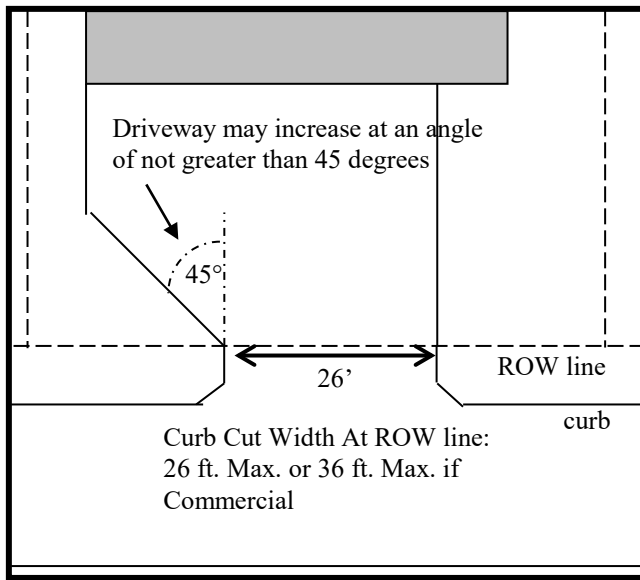 Driveway may increase at an angle
of not greater than 45 degrees
45°
26’
ROW line
curb
Curb Cut Width At ROW line:
26 ft. Max. or 36 ft. Max. if
Commercial